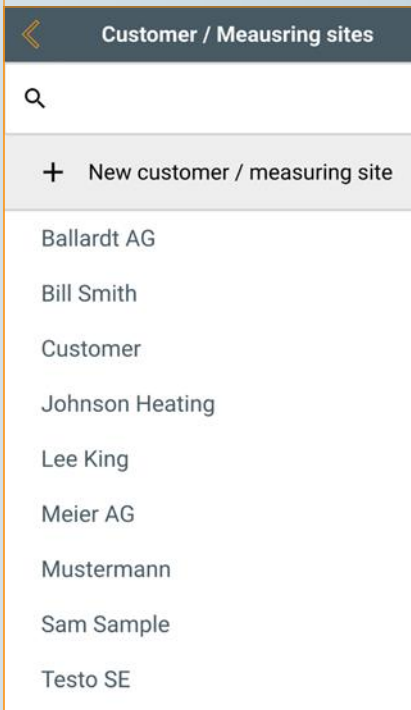 Customer / Meausring sites
New customer / measuring site
Ballardt AG
Bill Smith
Customer
Johnson Heating
Lee King
Meier AG
Mustermann
Sam Sample
Testo SE